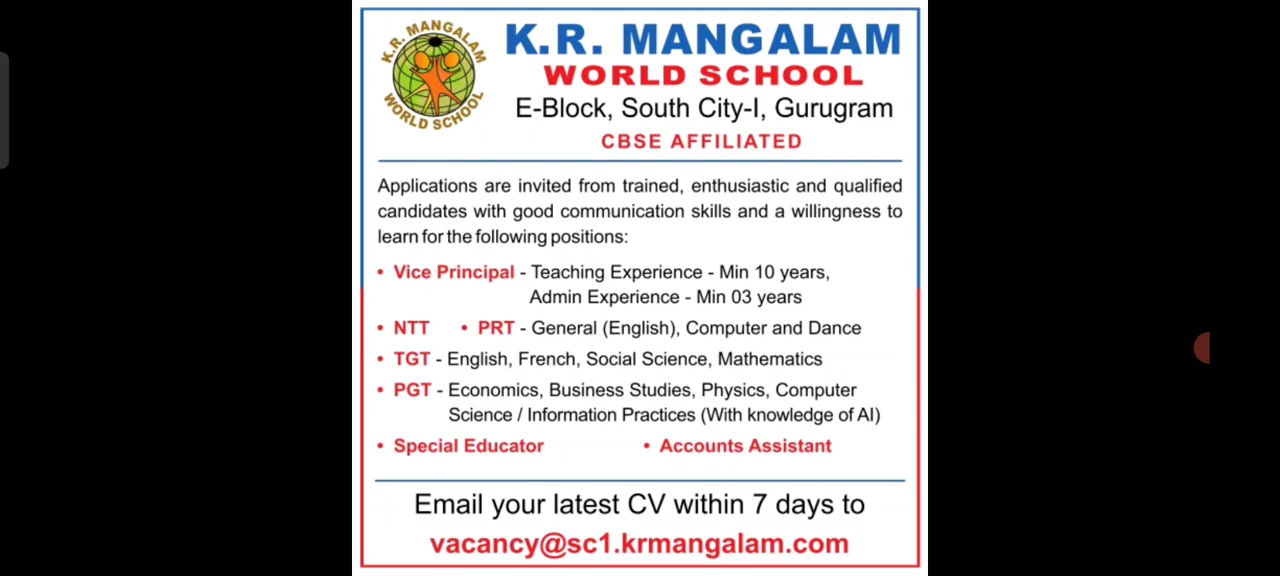 K.R. MANGALAM
WORLD SCHOOL
K.R. MANGALAM
WORLD SCHOOL
E-Block, South City-I, Gurugram
CBSE AFFILIATED
Applications are invited from trained, enthusiastic and qualified
candidates with good communication skills and a willingness to
learn for the following positions:
• Vice Principal - Teaching Experience - Min 10 years,
Admin Experience - Min 03 years
• NTT • PRT - General (English), Computer and Dance
• TGT - English, French, Social Science, Mathematics
• PGT - Economics, Business Studies, Physics, Computer
Science / Information Practices (With knowledge of AI)
• Special Educator • Accounts Assistant
Email your latest CV within 7 days to
vacancy@sc1.krmangalam.com